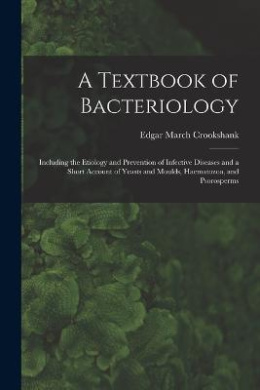 A Textbook of
Bacteriology
Edgar March Crookshank
Including the Etiology and Prevention of Infective Diseases and a
Short Account of Yeasts and Moulds, Haematozoa, and
Psorosperms